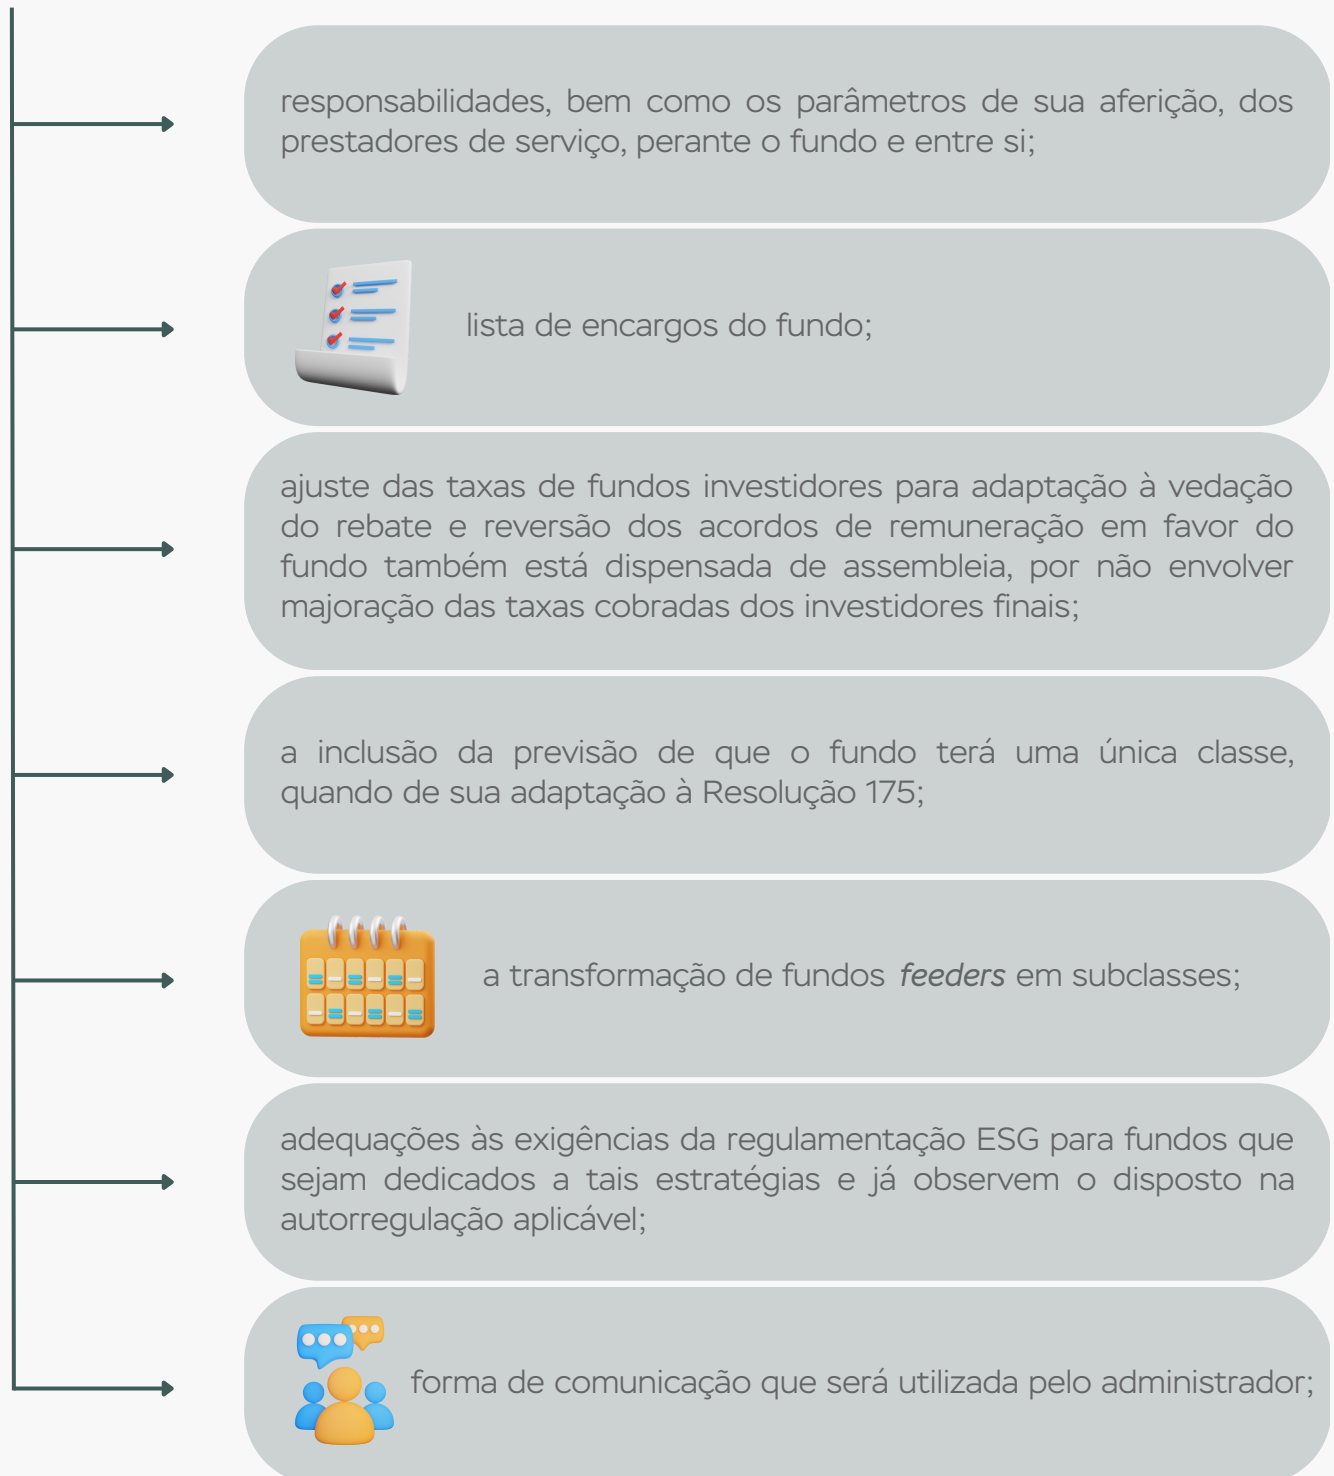 responsabilidades, bem como os parâmetros de sua aferição, dos
prestadores de serviço, perante o fundo e entre si;
lista de encargos do fundo;
ajuste das taxas de fundos investidores para adaptação à vedação
do rebate e reversão dos acordos de remuneração em favor do
fundo também está dispensada de assembleia, por não envolver
majoração das taxas cobradas dos investidores finais;
a inclusão da previsão de que o fundo terá uma única classe,
quando de sua adaptação à Resolução 175;
a transformação de fundos feeders em subclasses;
adequações às exigências da regulamentação ESG para fundos que
sejam dedicados a tais estratégias e já observem o disposto na
autorregulação aplicável;
forma de comunicação que será utilizada pelo administrador;